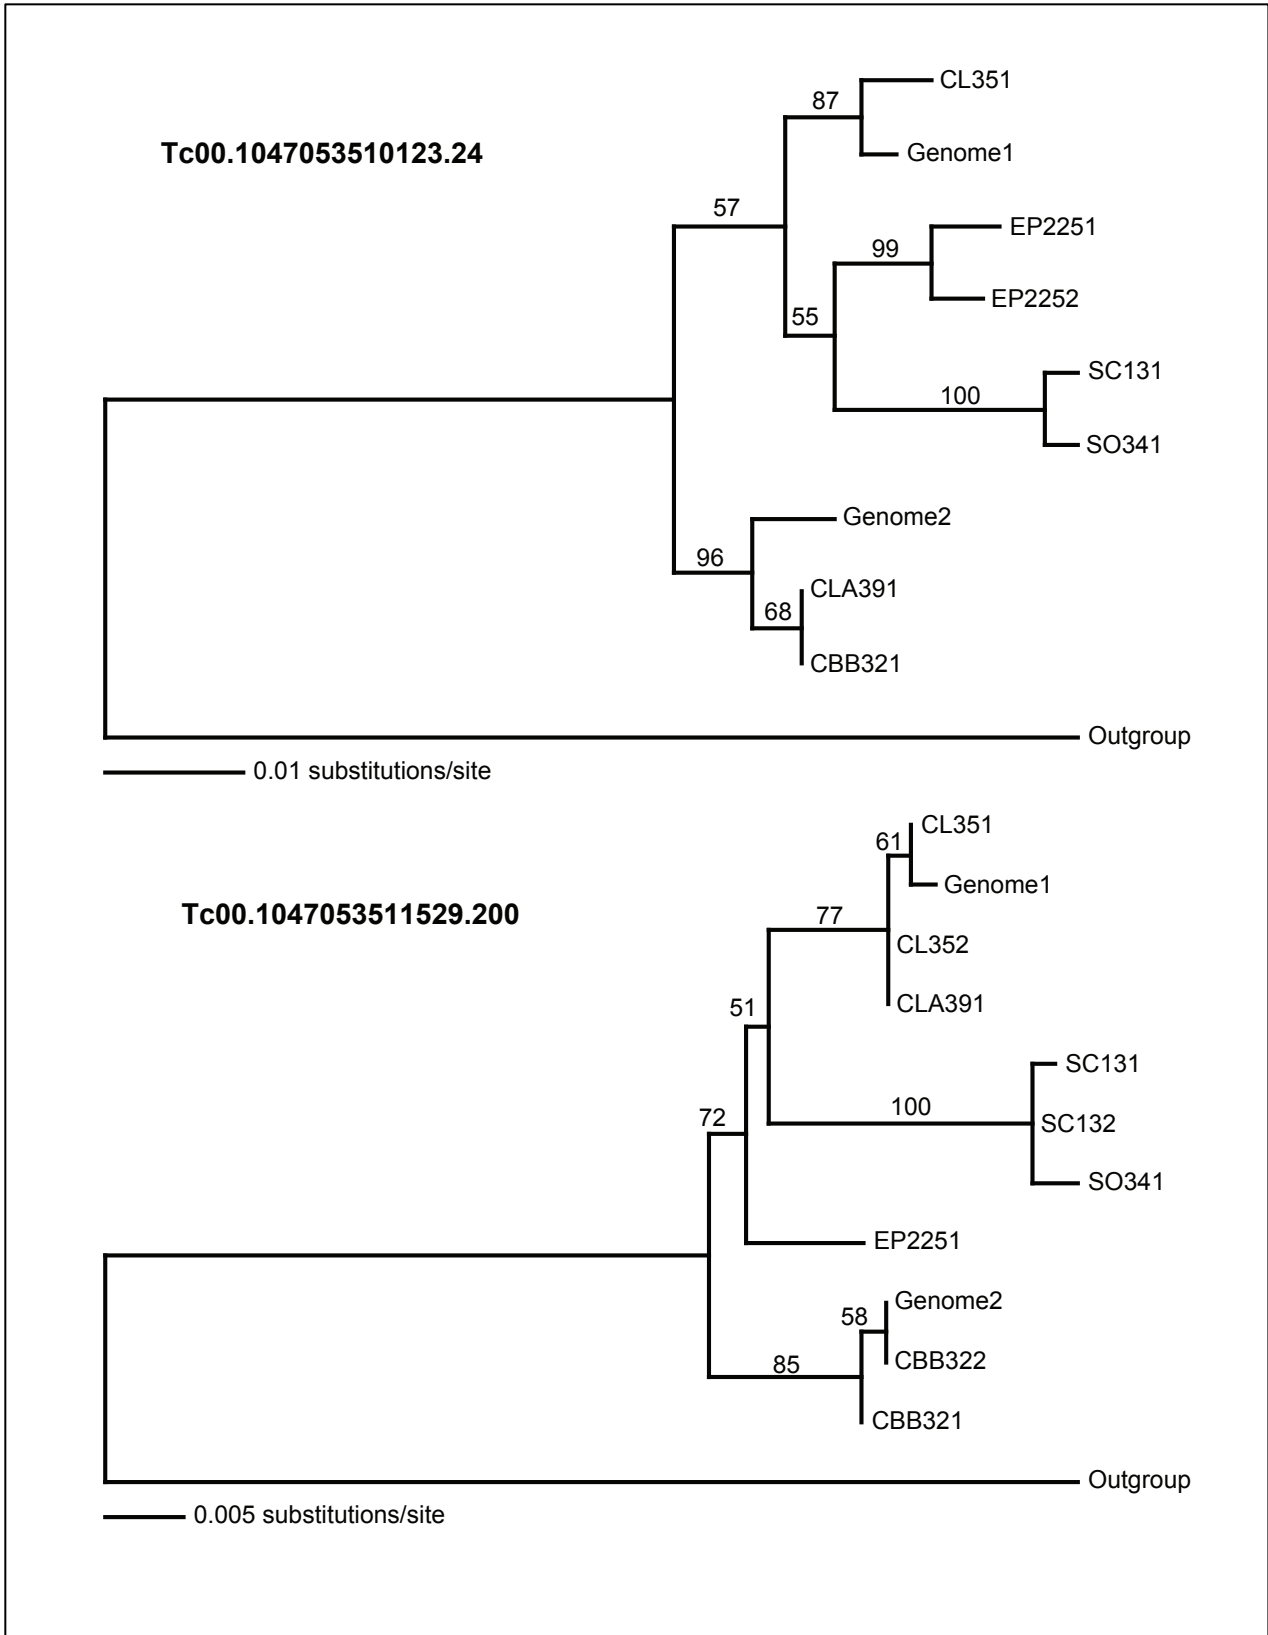 CL351
87
Tc00.1047053510123.24
Genome1
57
EP2251
99
EP2252
55
SC131
100
SO341
Genome2
96
CLA391
68
CBB321
Outgroup
0.01 substitutions/site
CL351
61
Genome1
Tc00.1047053511529.200
77
CL352
CLA391
51
SC131
100
SC132
72
SO341
EP2251
Genome2
58
CBB322
85
CBB321
Outgroup
0.005 substitutions/site